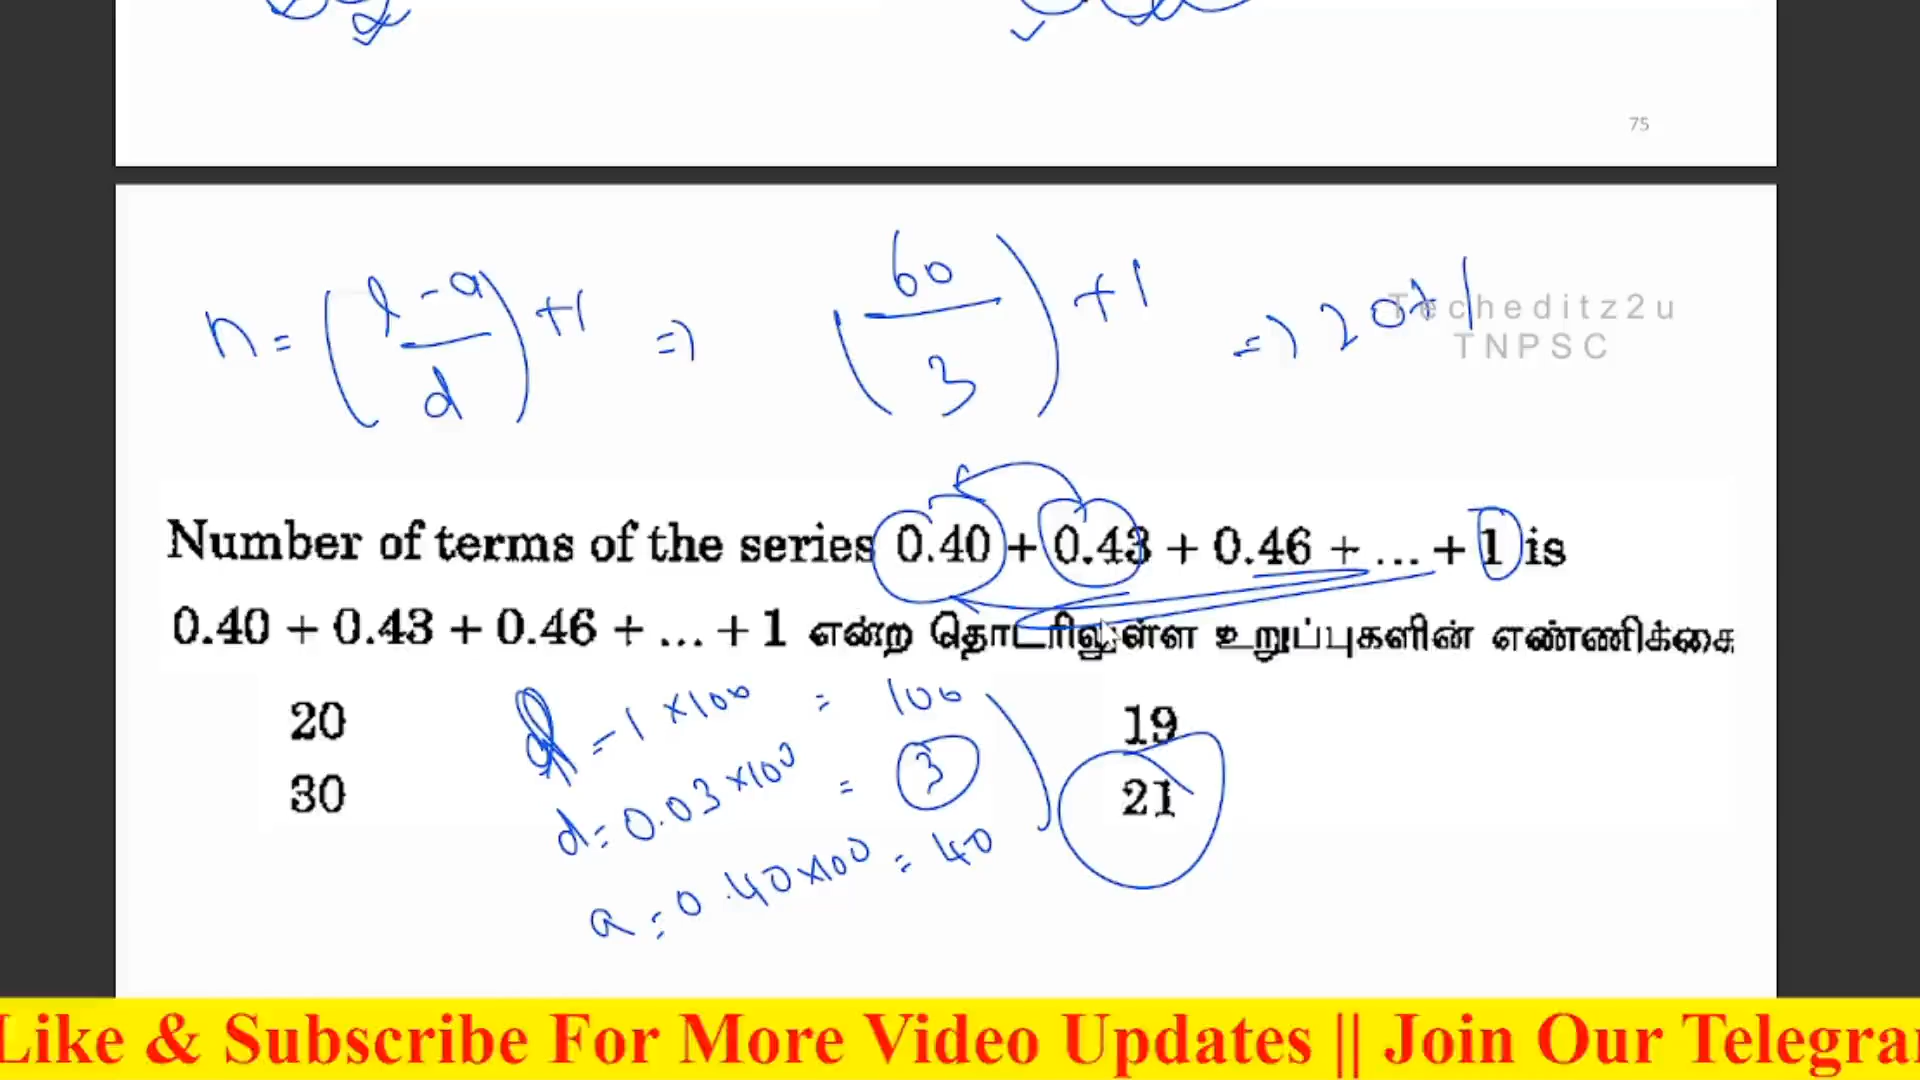 75
n = (l - a / d) + 1 => (60 / 3) + 1 => 20 + 1
Techeditz2u
TNPSC
Number of terms of the series 0.40 + 0.43 + 0.46 + ... + 1 is
0.40 + 0.43 + 0.46 + ... + 1 என்ற தொடரிலுள்ள உறுப்புகளின் எண்ணிக்கை
20
19
30
21
l = 1 × 100 = 100
d = 0.03 × 100 = 3
a = 0.40 × 100 = 40
Like & Subscribe For More Video Updates || Join Our Telegra